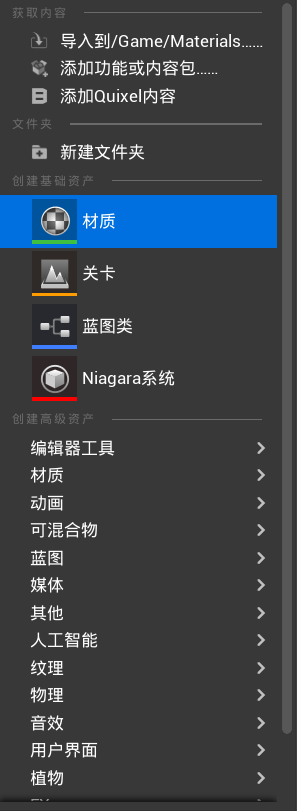 获取内容
导入到/Game/Materials……
添加功能或内容包……
添加Quixel内容
文件夹
新建文件夹
创建基础资产
材质
关卡
蓝图类
Niagara系统
创建高级资产
编辑器工具
材质
动画
可混合物
蓝图
媒体
其他
人工智能
纹理
物理
音效
用户界面
植物